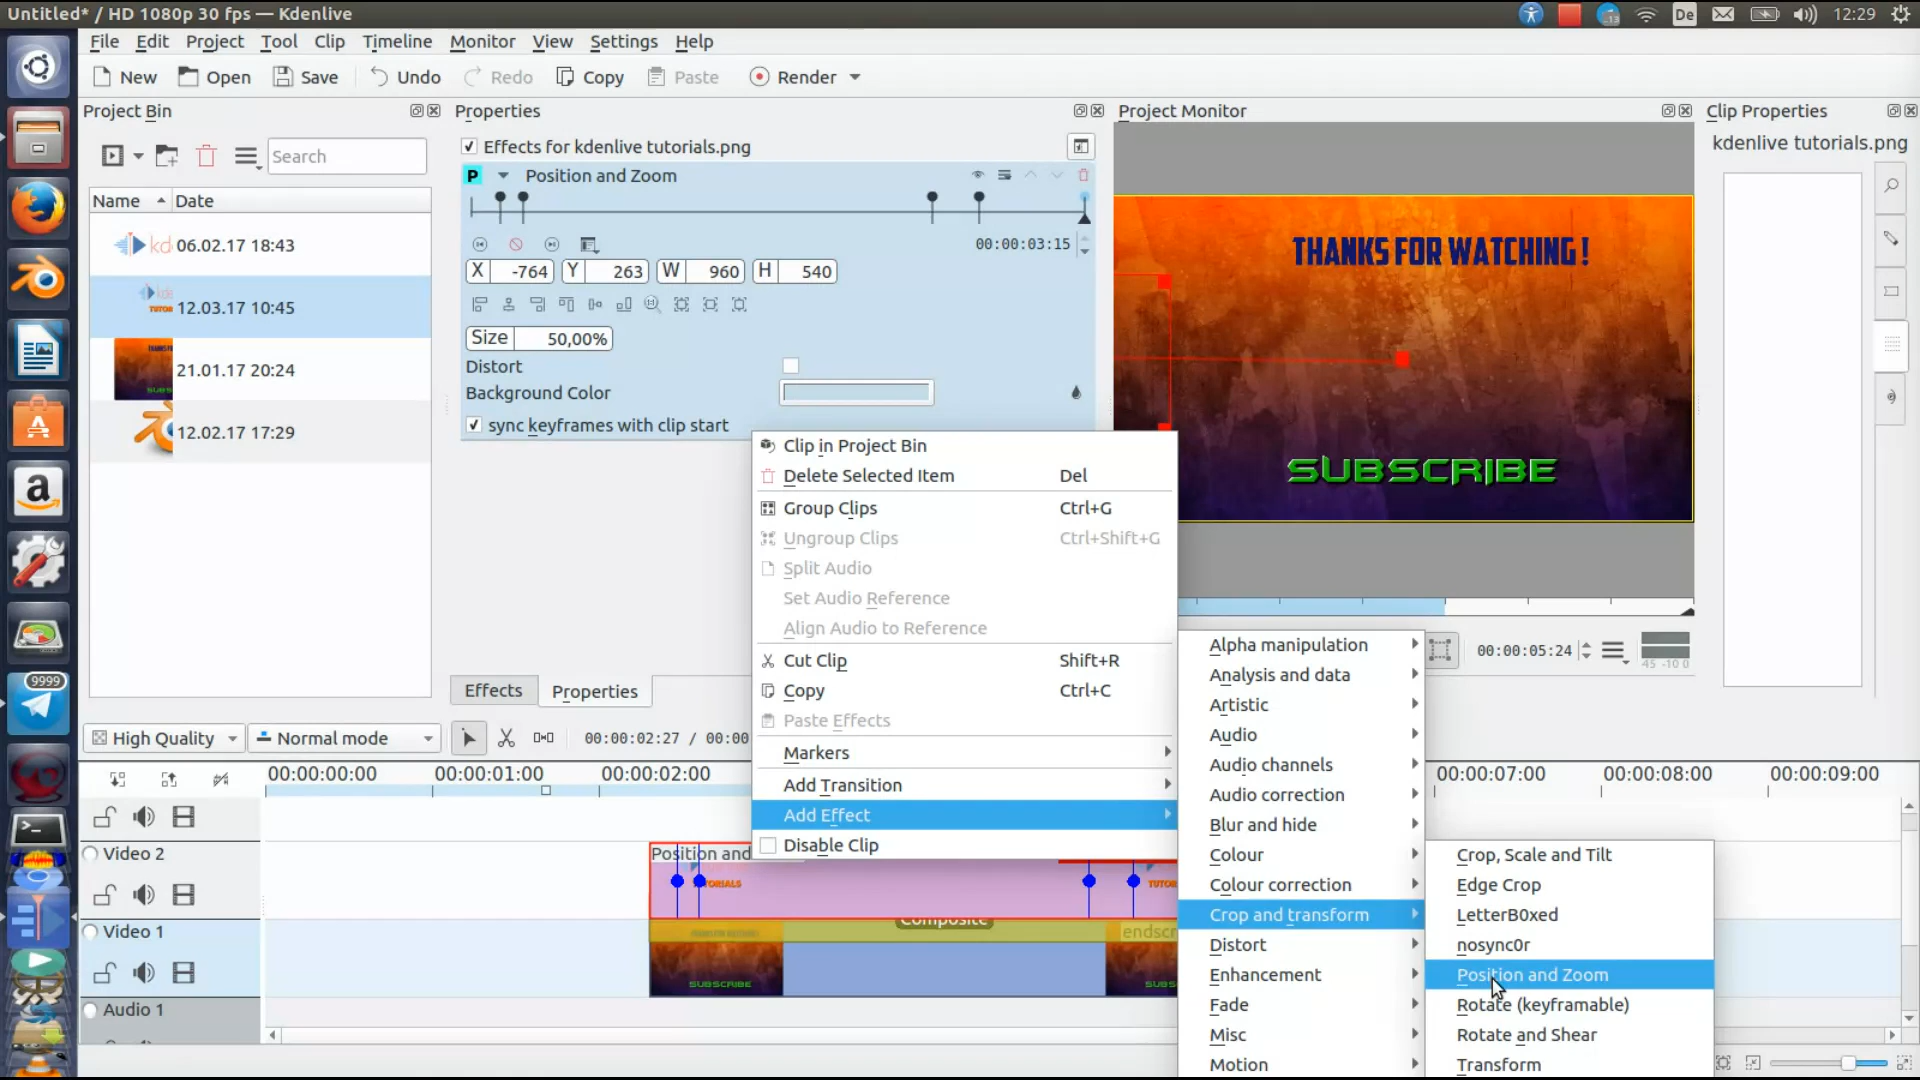 Untitled* / HD 1080p 30 fps — Kdenlive
De
13
12:29
File Edit Project Tool Clip Timeline Monitor View Settings Help
New Open Save Undo Redo Copy Paste Render
Project Bin
Search
Name Date
kd 06.02.17 18:43
12.03.17 10:45
21.01.17 20:24
12.02.17 17:29
Properties
Effects for kdenlive tutorials.png
P Position and Zoom
00:00:03:15
X -764 Y 263 W 960 H 540
Size 50,00%
Distort
Background Color
sync keyframes with clip start
Effects Properties
Project Monitor
THANKS FOR WATCHING !
SUBSCRIBE
00:00:05:24
45 -10 0
Clip Properties
kdenlive tutorials.png
9999
High Quality Normal mode 00:00:02:27 / 00:00
00:00:00:00 00:00:01:00 00:00:02:00 00:00:07:00 00:00:08:00 00:00:09:00
Video 2
Position and
TORIALS
TUTOR
Video 1
Composite
endscr
SUBSCRIBE
SUBSCRIBE
Audio 1
Clip in Project Bin
Delete Selected Item Del
Group Clips Ctrl+G
Ungroup Clips Ctrl+Shift+G
Split Audio
Set Audio Reference
Align Audio to Reference
Cut Clip Shift+R
Copy Ctrl+C
Paste Effects
Markers
Add Transition
Add Effect
Disable Clip
Alpha manipulation
Analysis and data
Artistic
Audio
Audio channels
Audio correction
Blur and hide
Colour
Colour correction
Crop and transform
Distort
Enhancement
Fade
Misc
Motion
Crop, Scale and Tilt
Edge Crop
LetterB0xed
nosync0r
Position and Zoom
Rotate (keyframable)
Rotate and Shear
Transform